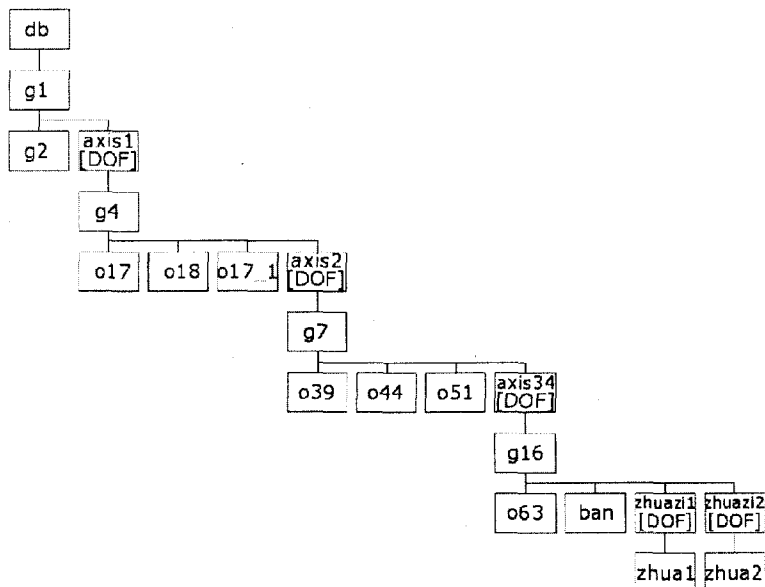 db
g1
g2
axis1
[DOF]
g4
o17
o18
o17_1
axis2
[DOF]
g7
o39
o44
o51
axis34
[DOF]
g16
o63
ban
zhuazi1
[DOF]
zhuazi2
[DOF]
zhua1
zhua2